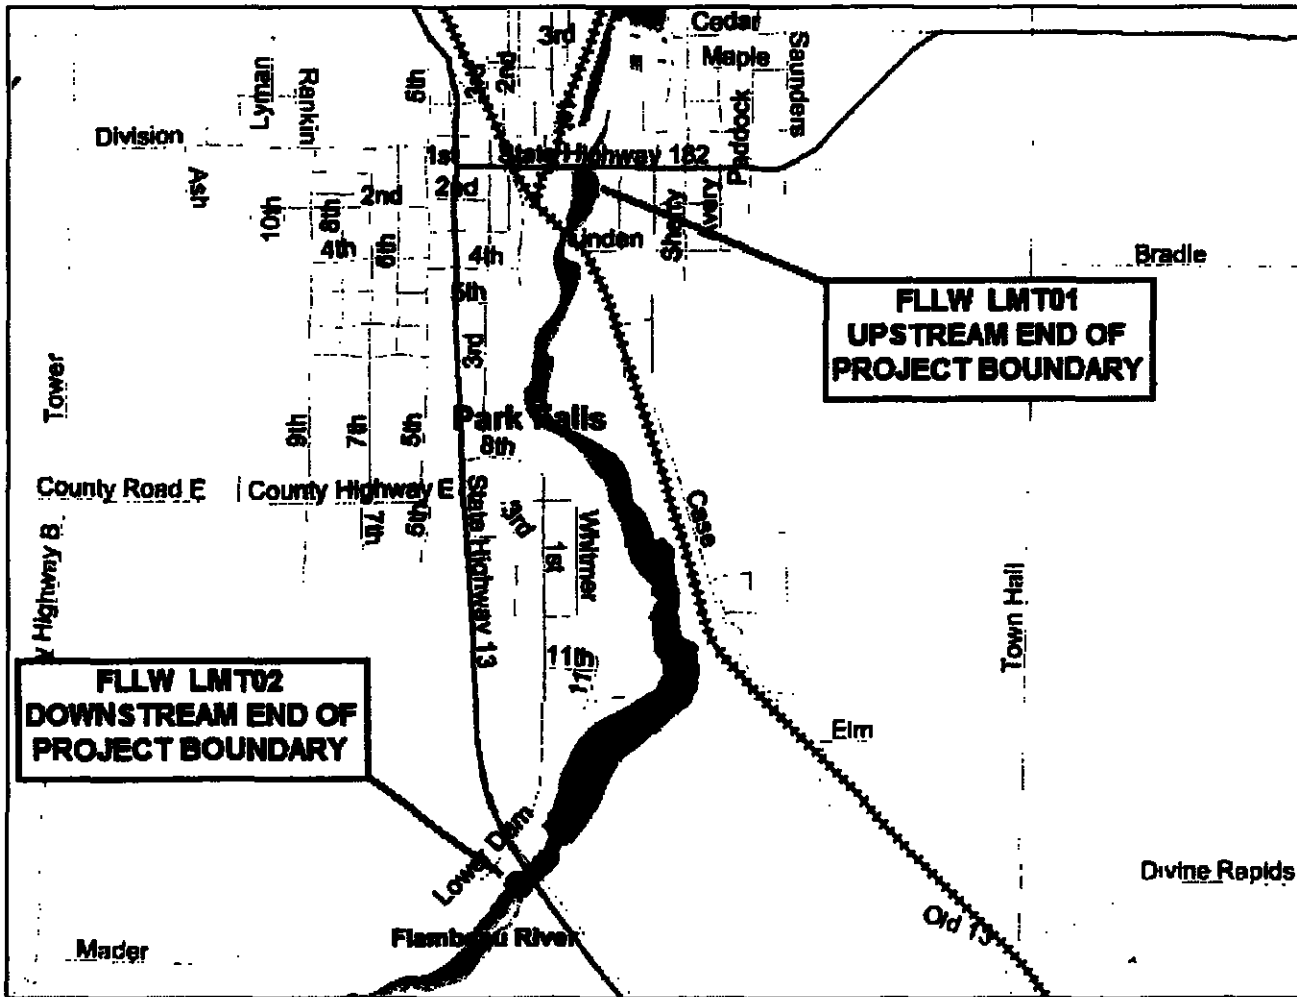 Cedar
3rd
Maple
Saunders
2nd
Lyman
Rankin
Paddock
Division
1st
State Highway 182
Ash
2nd
2nd
10th
8th
Avery
Sherry
4th
6th
4th
Linden
Bradle
5th
FLLW LMT01
UPSTREAM END OF
PROJECT BOUNDARY
3rd
Tower
Park Falls
9th
7th
5th
8th
County Road E
County Highway E
State Highway 13
3rd
Case
7th
Whitmer
1st
Highway B
Town Hall
11th
11th
FLLW LMT02
DOWNSTREAM END OF
PROJECT BOUNDARY
Elm
Lower Dam
Divine Rapids
Old 13
Flambeau River
Mader